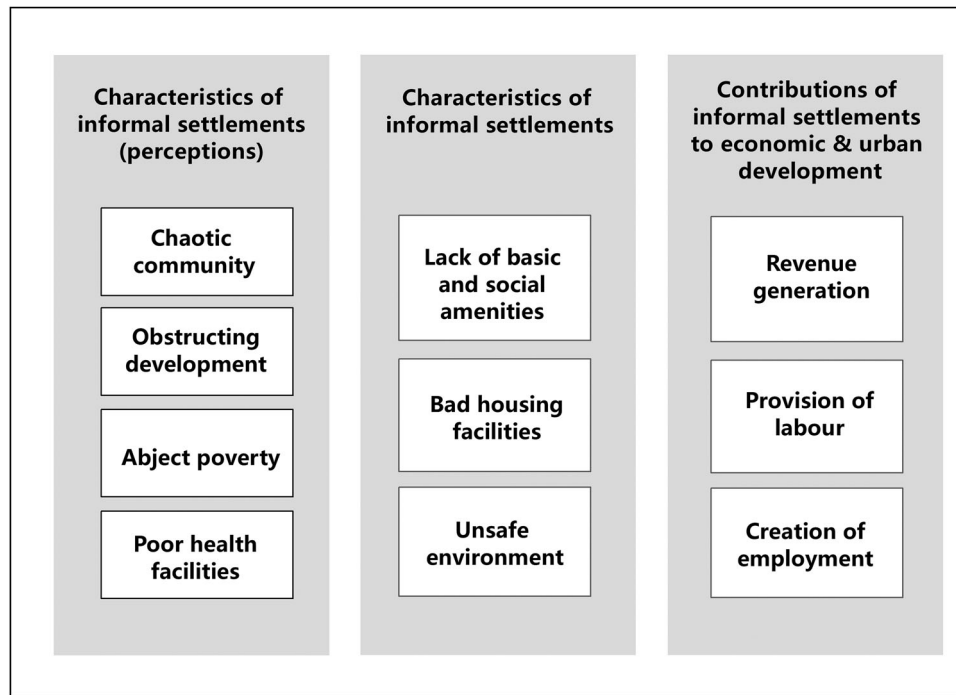 Characteristics of
informal settlements
(perceptions)
Chaotic
community
Obstructing
development
Abject poverty
Poor health
facilities
Characteristics of
informal settlements
Lack of basic
and social
amenities
Bad housing
facilities
Unsafe
environment
Contributions of
informal settlements
to economic & urban
development
Revenue
generation
Provision of
labour
Creation of
employment